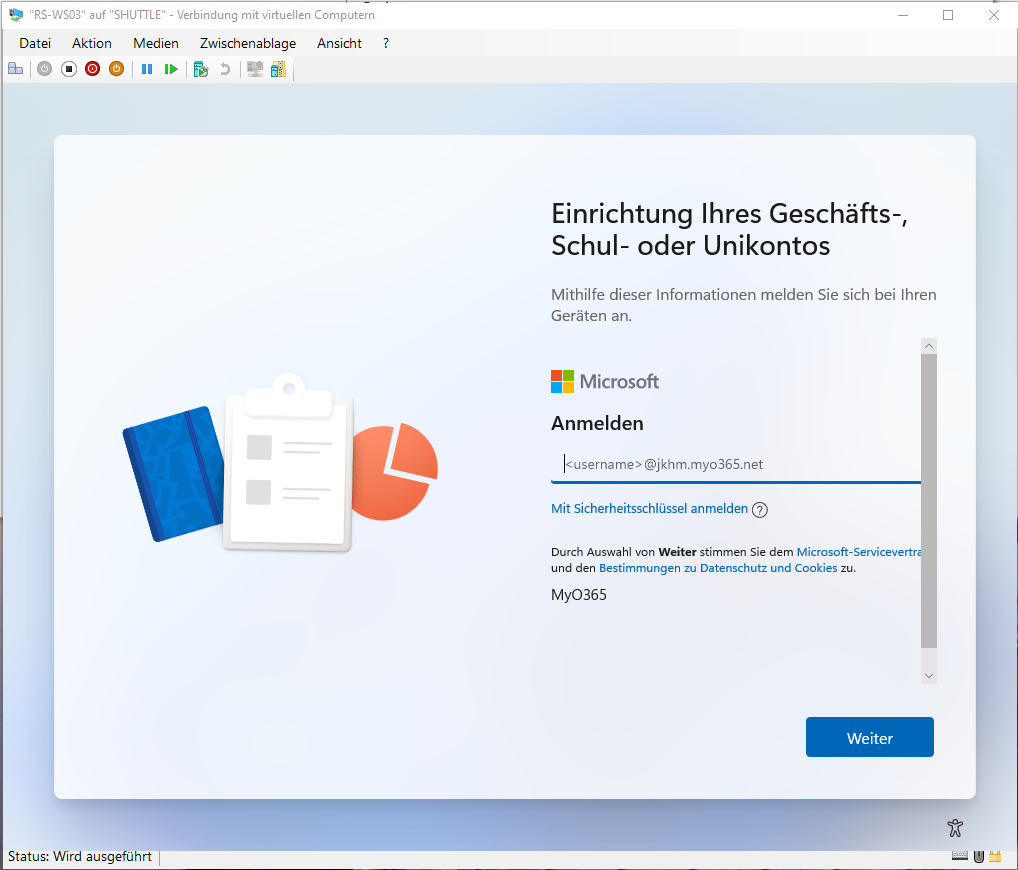 "RS-WS03" auf "SHUTTLE" - Verbindung mit virtuellen Computern
Datei Aktion Medien Zwischenablage Ansicht ?
Einrichtung Ihres Geschäfts-,
Schul- oder Unikontos
Mithilfe dieser Informationen melden Sie sich bei Ihren
Geräten an.
Microsoft
Anmelden
<username>@jkhm.myo365.net
Mit Sicherheitsschlüssel anmelden ?
Durch Auswahl von Weiter stimmen Sie dem Microsoft-Servicevertra
und den Bestimmungen zu Datenschutz und Cookies zu.
MyO365
Weiter
Status: Wird ausgeführt